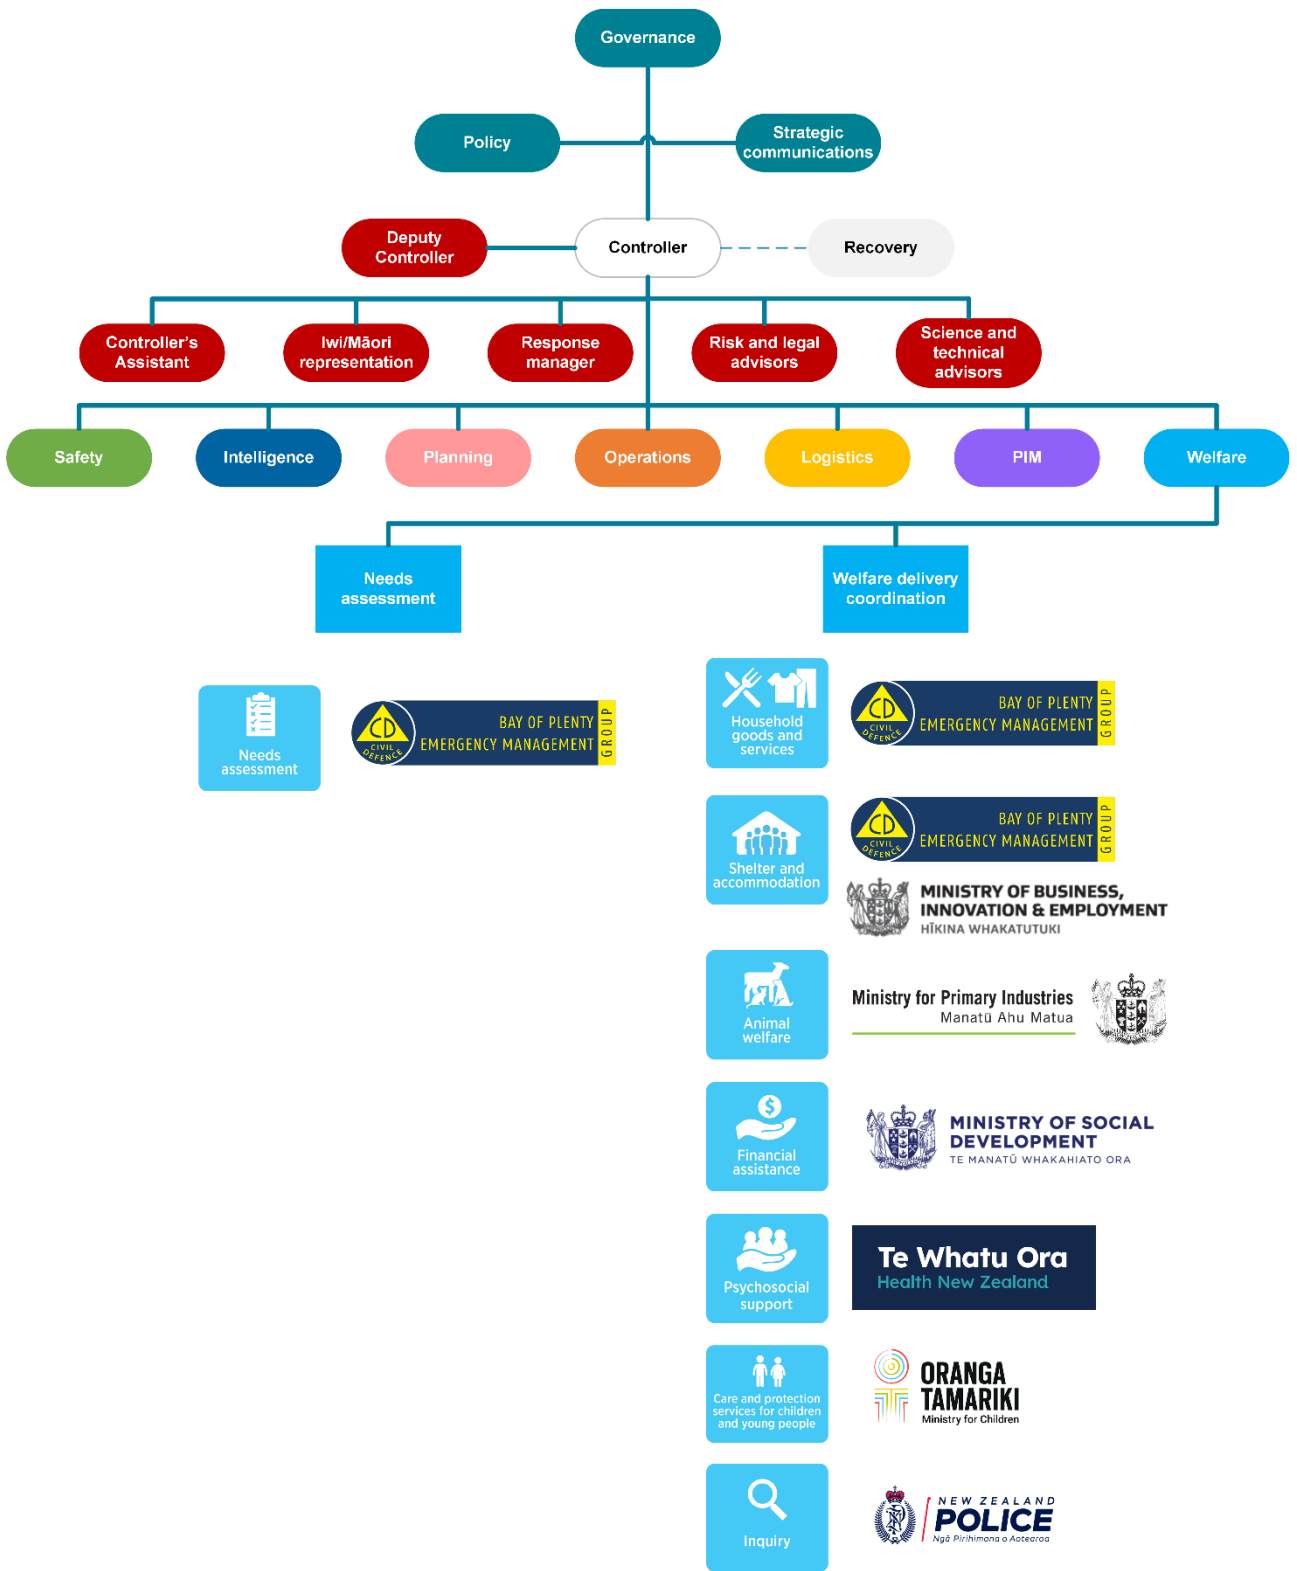 Governance
Policy
Strategic
communications
Deputy
Controller
Controller
Recovery
Controller's
Assistant
Iwi/Māori
representation
Response
manager
Risk and legal
advisors
Science and
technical
advisors
Safety
Intelligence
Planning
Operations
Logistics
PIM
Welfare
Needs
assessment
Welfare delivery
coordination
Needs
assessment
CD
CIVIL
DEFENCE
BAY OF PLENTY
EMERGENCY MANAGEMENT
GROUP
Household
goods and
services
CD
CIVIL
DEFENCE
BAY OF PLENTY
EMERGENCY MANAGEMENT
GROUP
Shelter and
accommodation
CD
CIVIL
DEFENCE
BAY OF PLENTY
EMERGENCY MANAGEMENT
GROUP
MINISTRY OF BUSINESS,
INNOVATION & EMPLOYMENT
HĪKINA WHAKATUTUKI
Animal
welfare
Ministry for Primary Industries
Manatū Ahu Matua
$
Financial
assistance
MINISTRY OF SOCIAL
DEVELOPMENT
TE MANATŪ WHAKAHIATO ORA
Psychosocial
support
Te Whatu Ora
Health New Zealand
Care and protection
services for children
and young people
ORANGA
TAMARIKI
Ministry for Children
Inquiry
NEW ZEALAND
POLICE
Ngā Pirihimana o Aotearoa